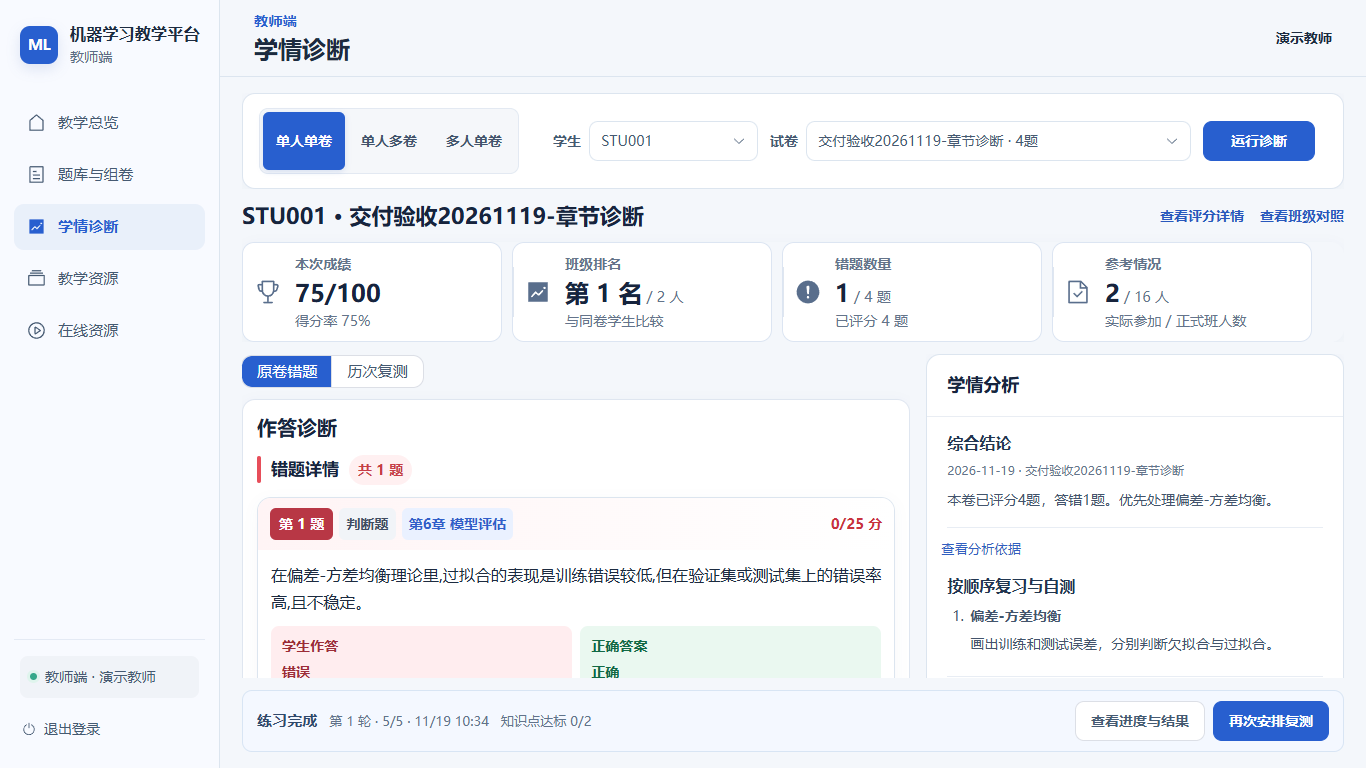 ML
机器学习教学平台
教师端
教学总览
题库与组卷
学情诊断
教学资源
在线资源
教师端 · 演示教师
退出登录
教师端
学情诊断
演示教师
单人单卷 单人多卷 多人单卷 学生 STU001 试卷 交付验收20261119-章节诊断 · 4题 运行诊断
STU001 • 交付验收20261119-章节诊断
查看评分详情 查看班级对照
本次成绩
75/100
得分率 75%
班级排名
第 1 名 / 2 人
与同卷学生比较
错题数量
1 / 4 题
已评分 4 题
参考情况
2 / 16 人
实际参加 / 正式班人数
原卷错题 历次复测
作答诊断
错题详情 共 1 题
第 1 题 判断题 第6章 模型评估 0/25 分
在偏差-方差均衡理论里,过拟合的表现是训练错误较低,但在验证集或测试集上的错误率
高,且不稳定。
学生作答
错误
正确答案
正确
学情分析
综合结论
2026-11-19 · 交付验收20261119-章节诊断
本卷已评分4题，答错1题。优先处理偏差-方差均衡。
查看分析依据
按顺序复习与自测
1. 偏差-方差均衡
画出训练和测试误差，分别判断欠拟合与过拟合。
练习完成 第 1 轮 · 5/5 · 11/19 10:34 知识点达标 0/2
查看进度与结果 再次安排复测